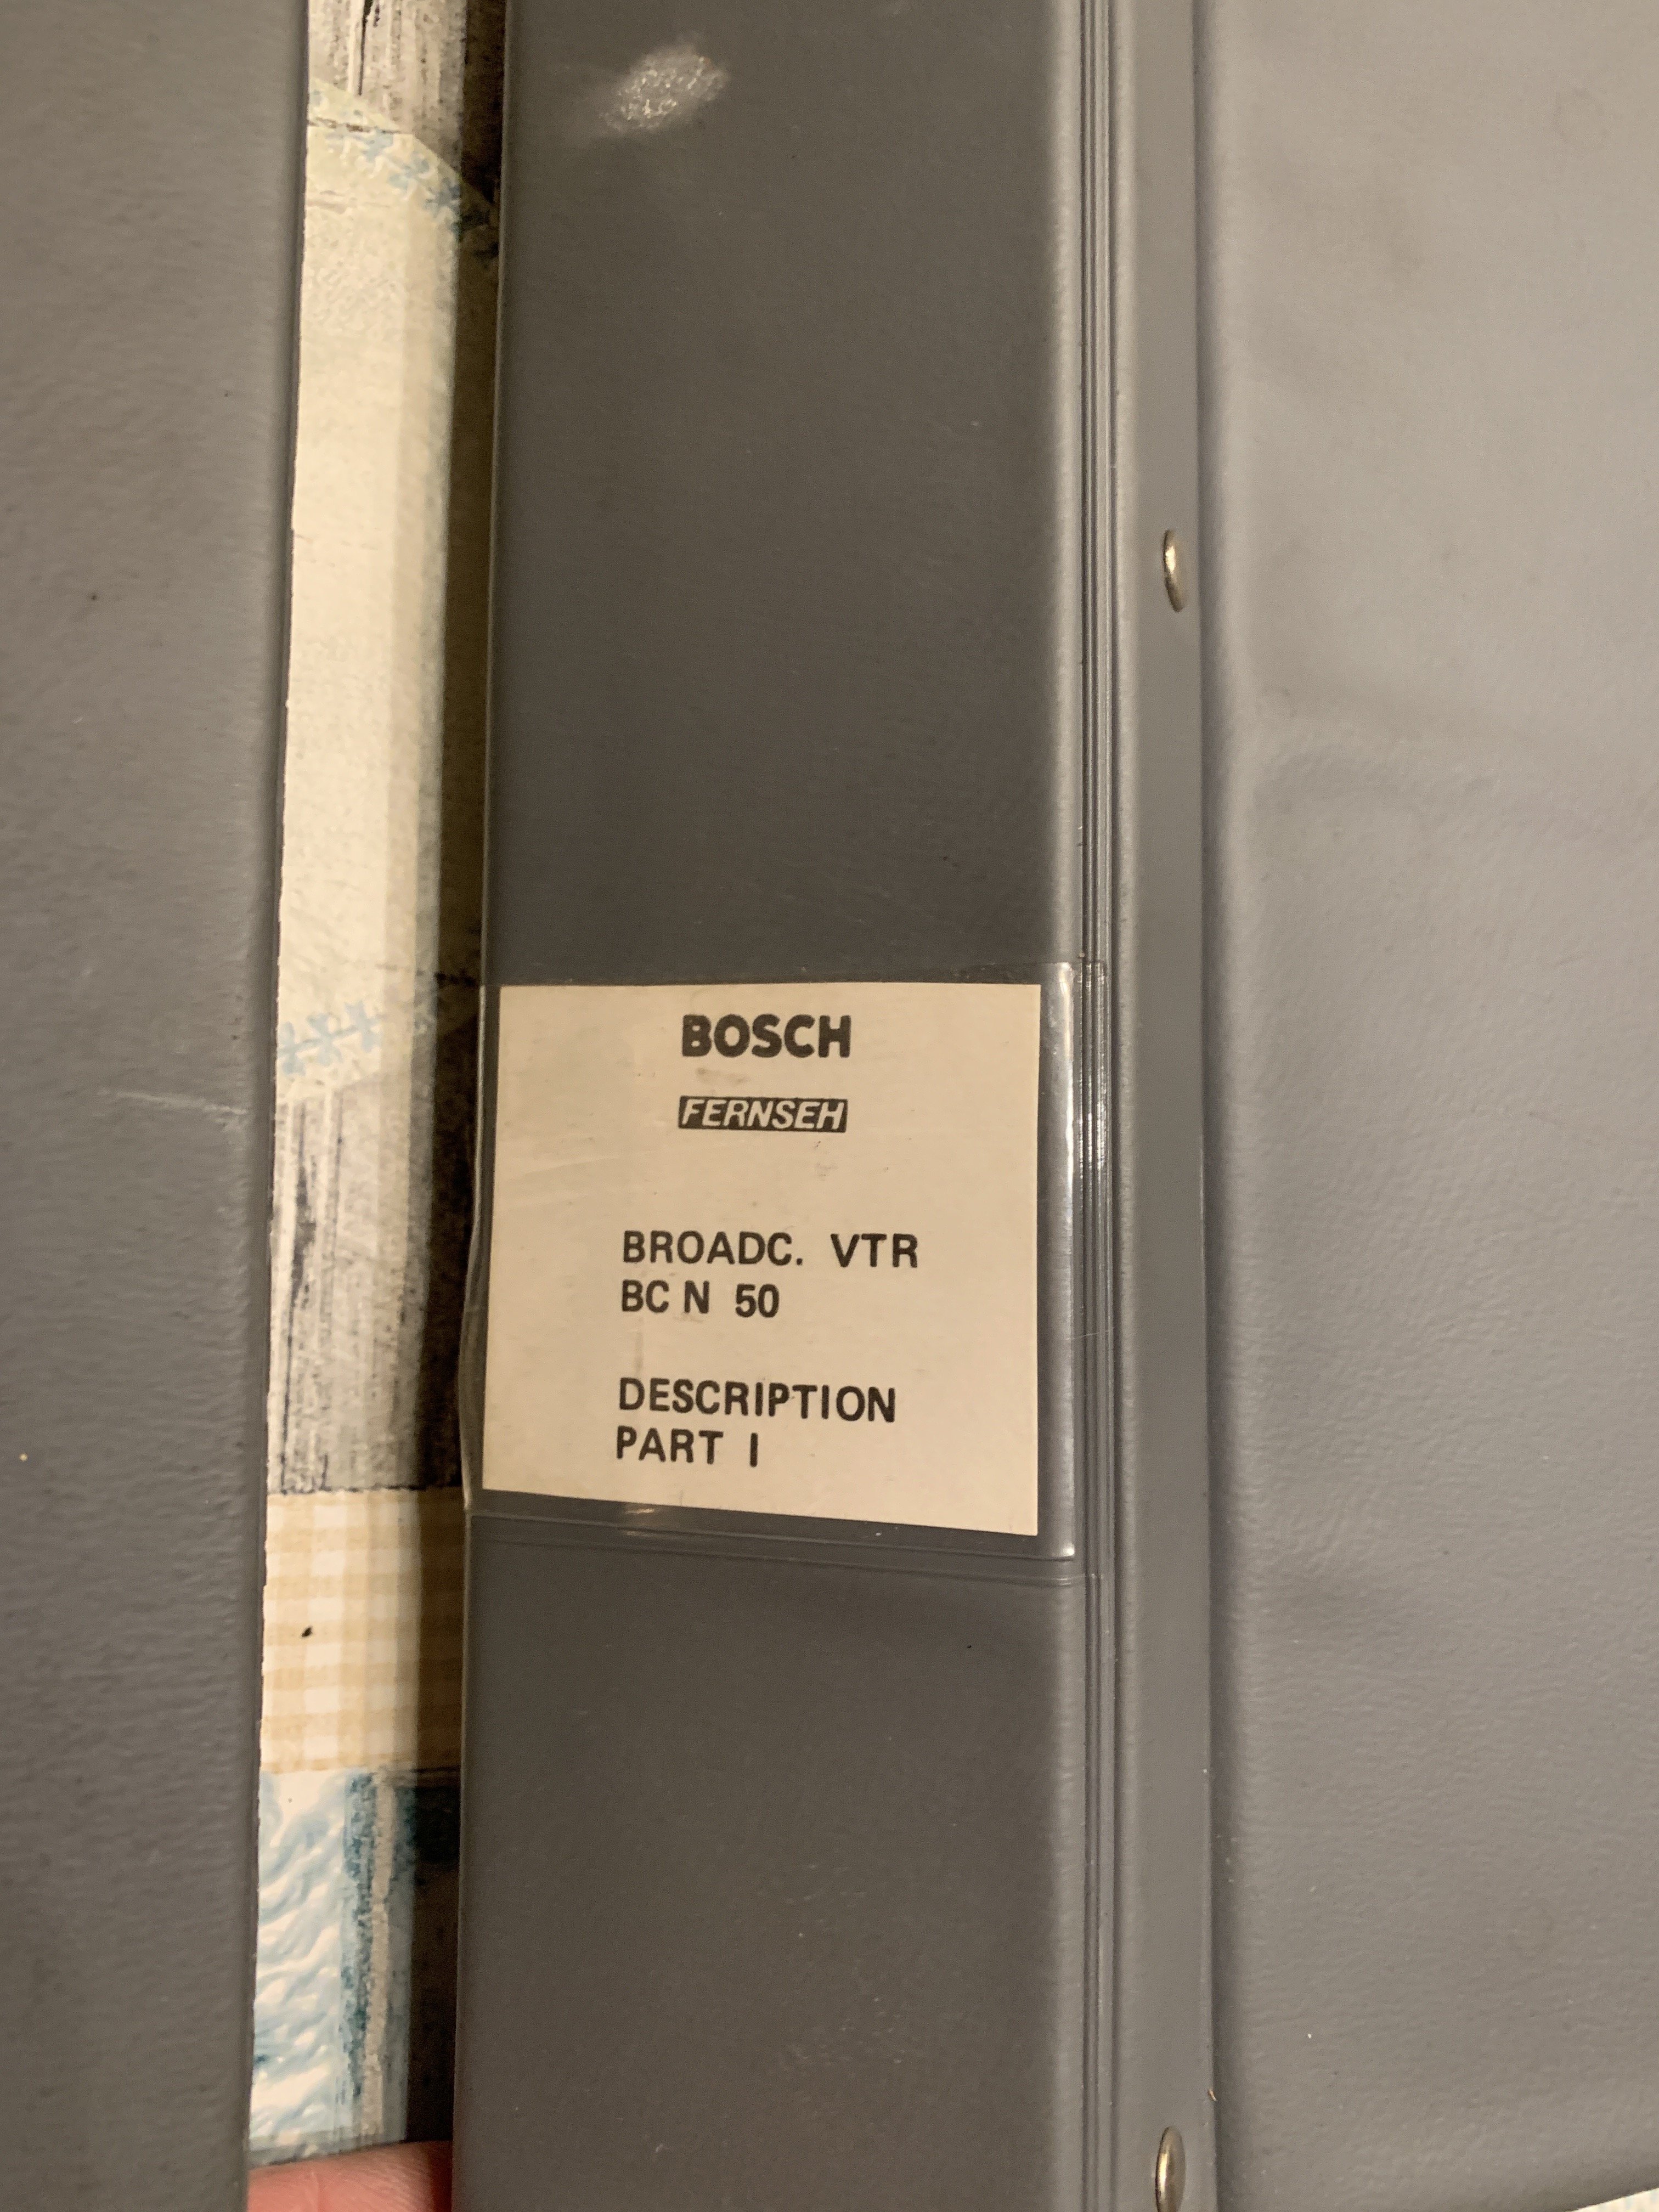 BOSCH
FERNSEH
BROADC. VTR
BC N 50
DESCRIPTION
PART I